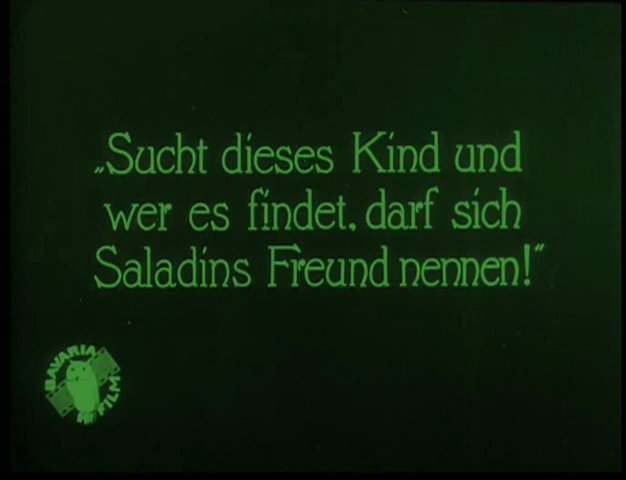 „Sucht dieses Kind und
wer es findet, darf sich
Saladins Freund nennen!“
BAVARIA
FILM